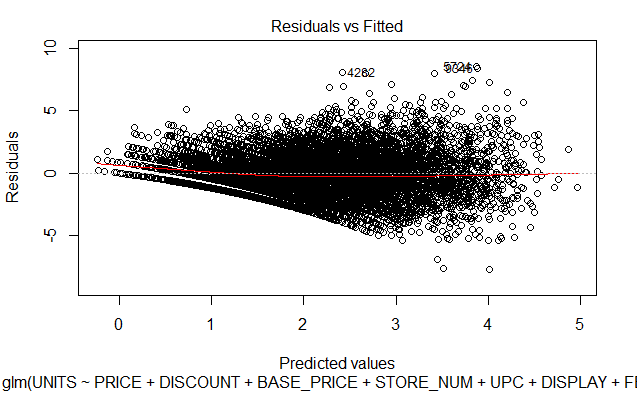 Residuals vs Fitted
10
5
0
-5
Residuals
4282
0 1 2 3 4 5
Predicted values
glm(UNITS ~ PRICE + DISCOUNT + BASE_PRICE + STORE_NUM + UPC + DISPLAY + FE